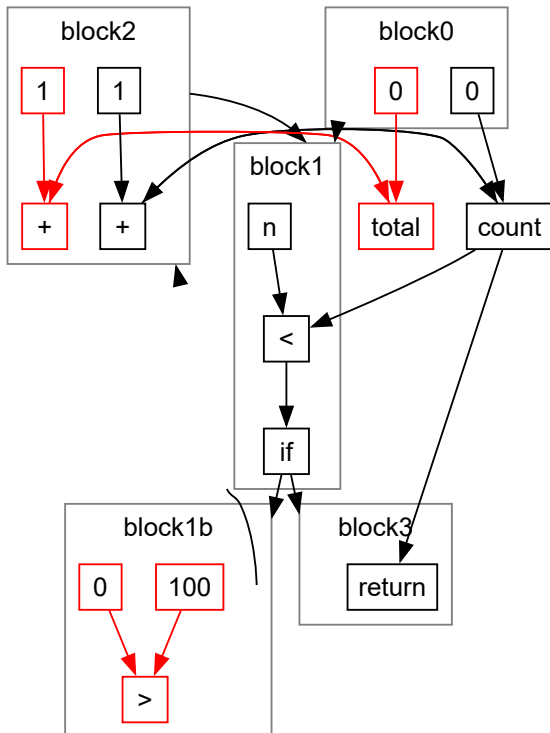 block2
block0
1
1
0
0
block1
+
+
n
total
count
<
if
block1b
block3
0
100
return
>